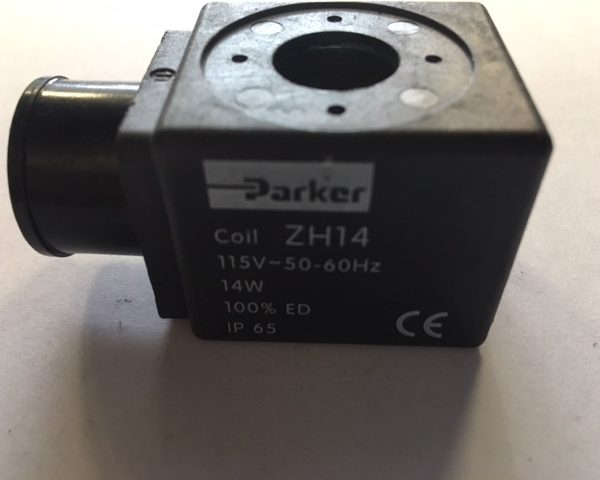 Parker
Coil ZH14
115V~50-60Hz
14W
100% ED
IP 65
CE